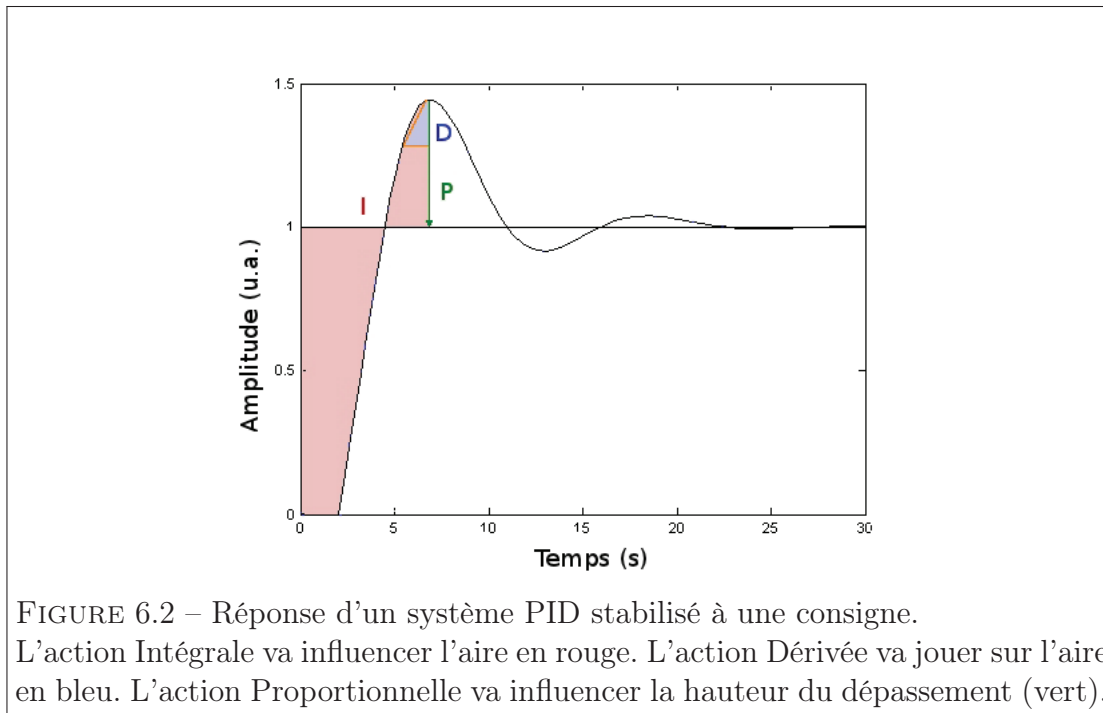 1.5
D
P
I
1
Amplitude (u.a.)
0.5
0
0 5 10 15 20 25 30
Temps (s)
FIGURE 6.2 – Réponse d'un système PID stabilisé à une consigne.
L'action Intégrale va influencer l'aire en rouge. L'action Dérivée va jouer sur l'aire
en bleu. L'action Proportionnelle va influencer la hauteur du dépassement (vert).